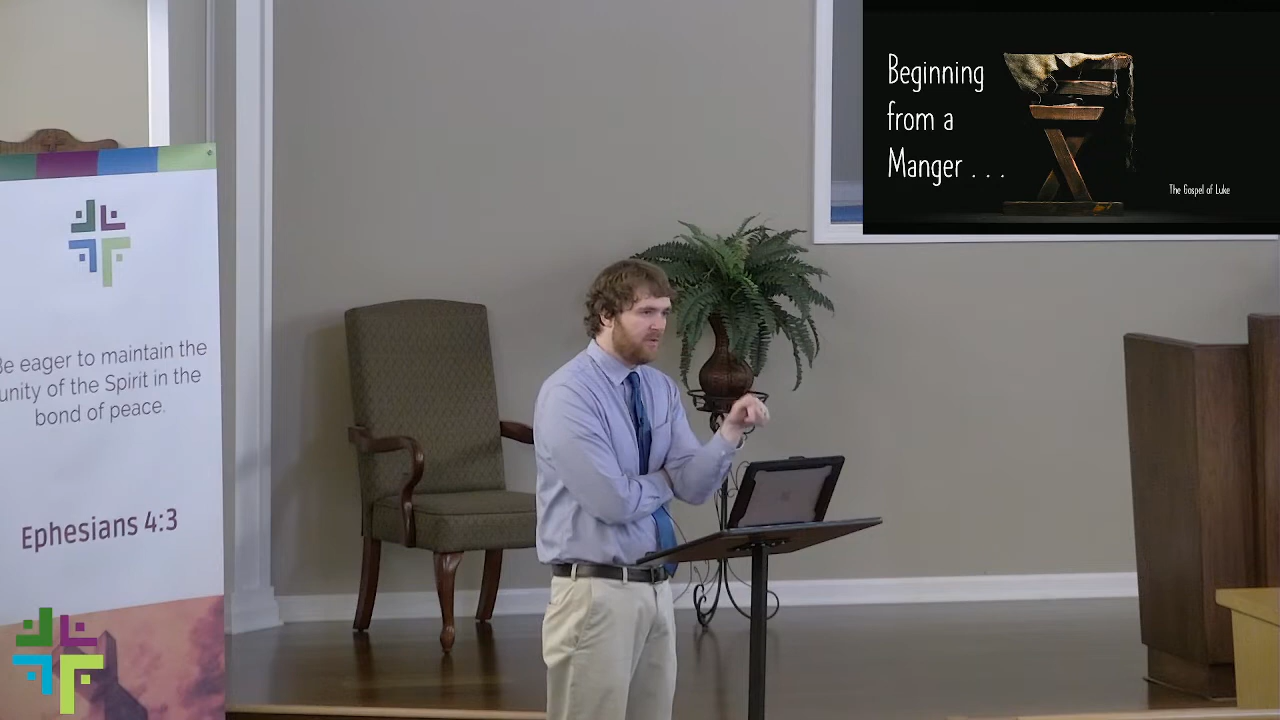 Be eager to maintain the
unity of the Spirit in the
bond of peace.
Ephesians 4:3
Beginning
from a
Manger . . .
The Gospel of Luke